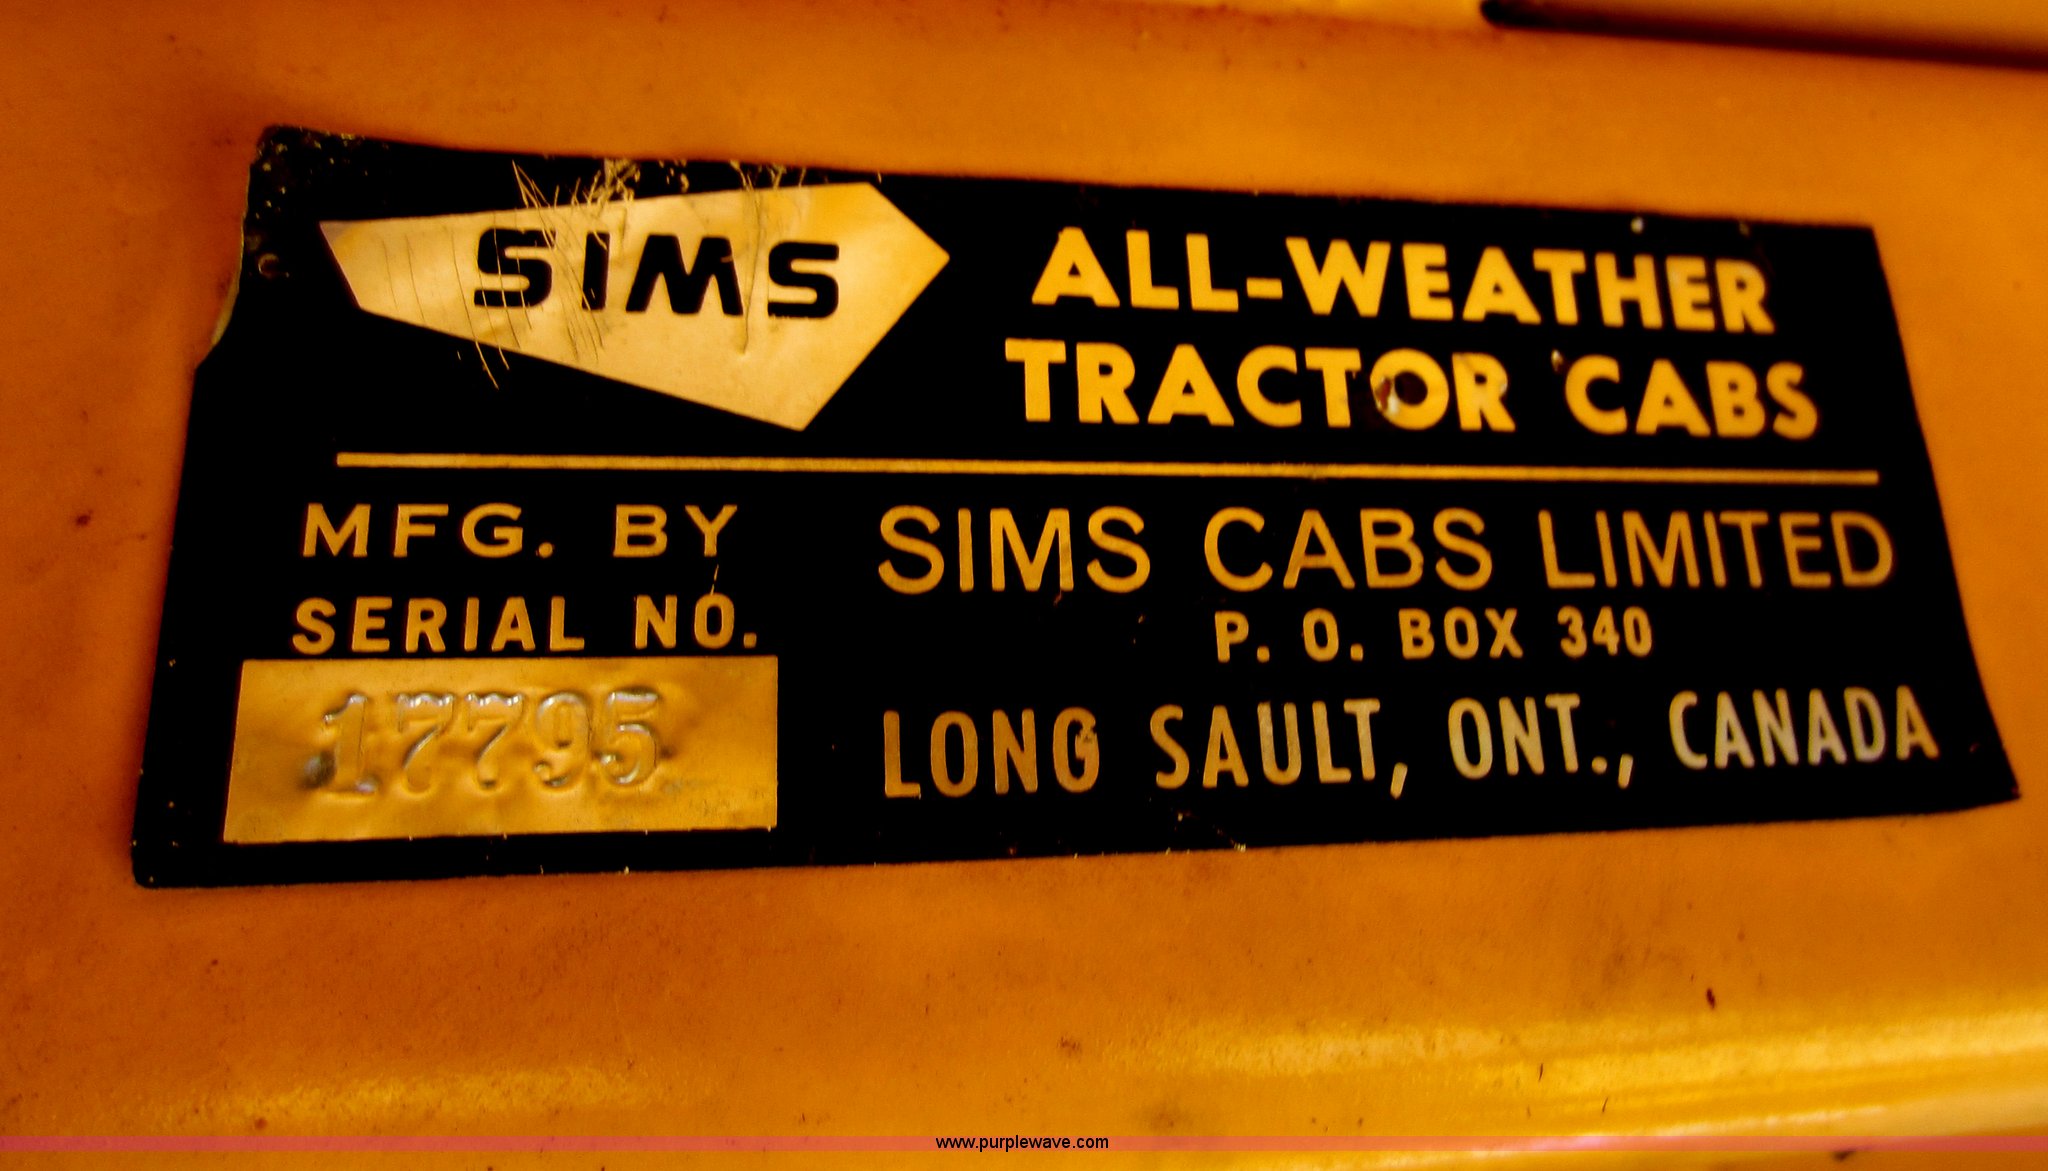 SIMS
ALL-WEATHER
TRACTOR CABS
MFG. BY
SIMS CABS LIMITED
SERIAL NO.
P. O. BOX 340
17795
LONG SAULT, ONT., CANADA
www.purplewave.com